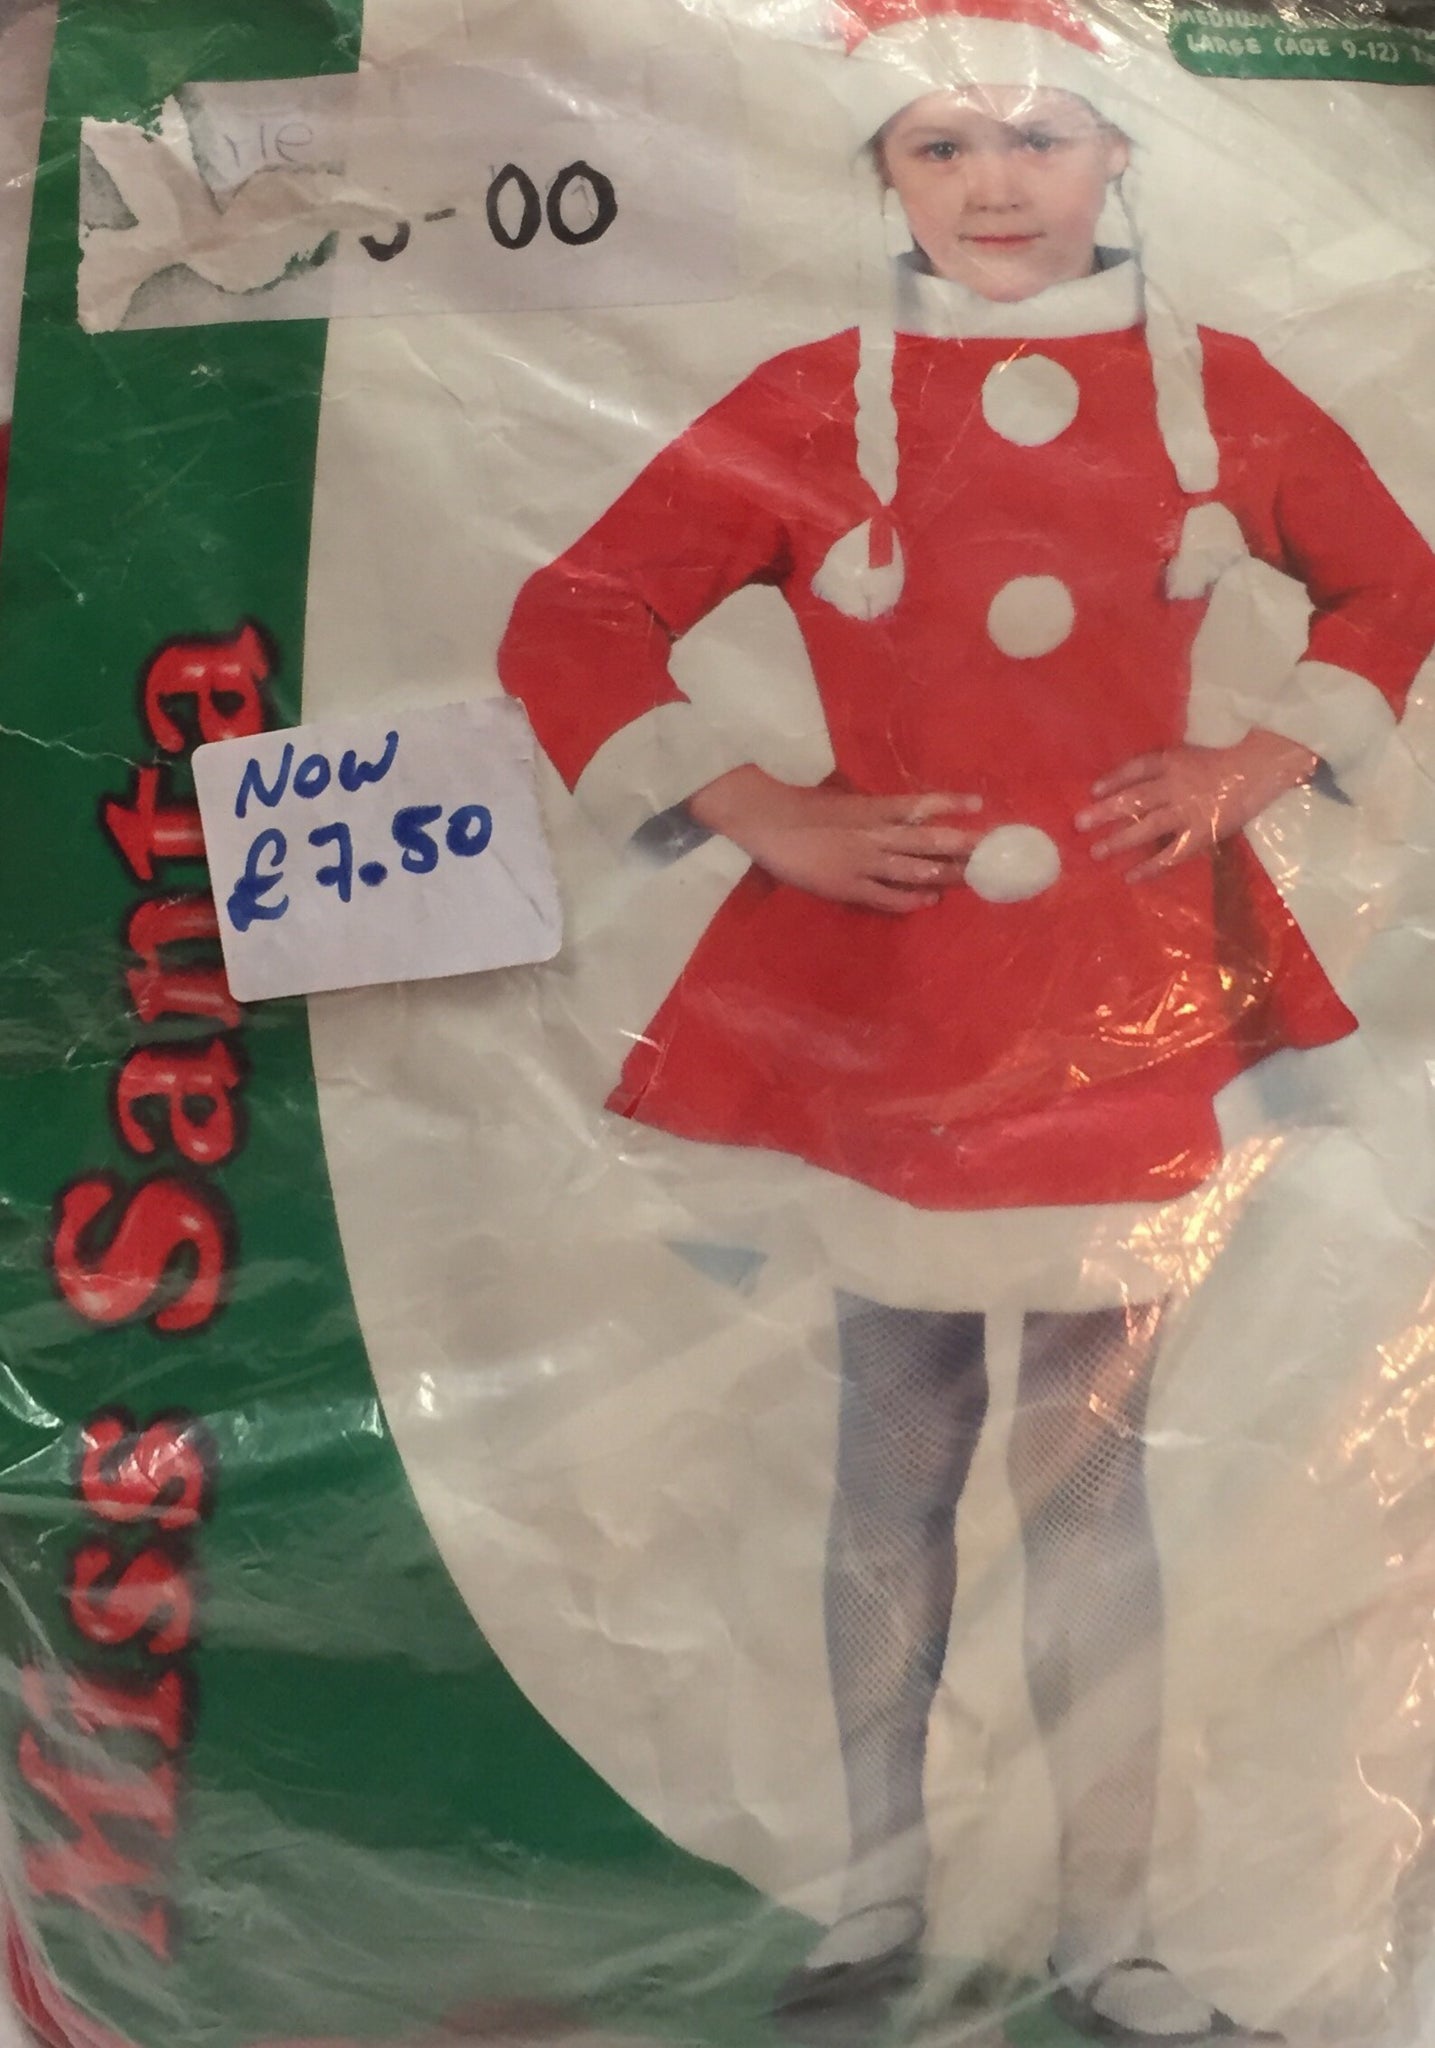 LARGE (AGE 9-12)
-00
NOW
£7.50
Miss Santa